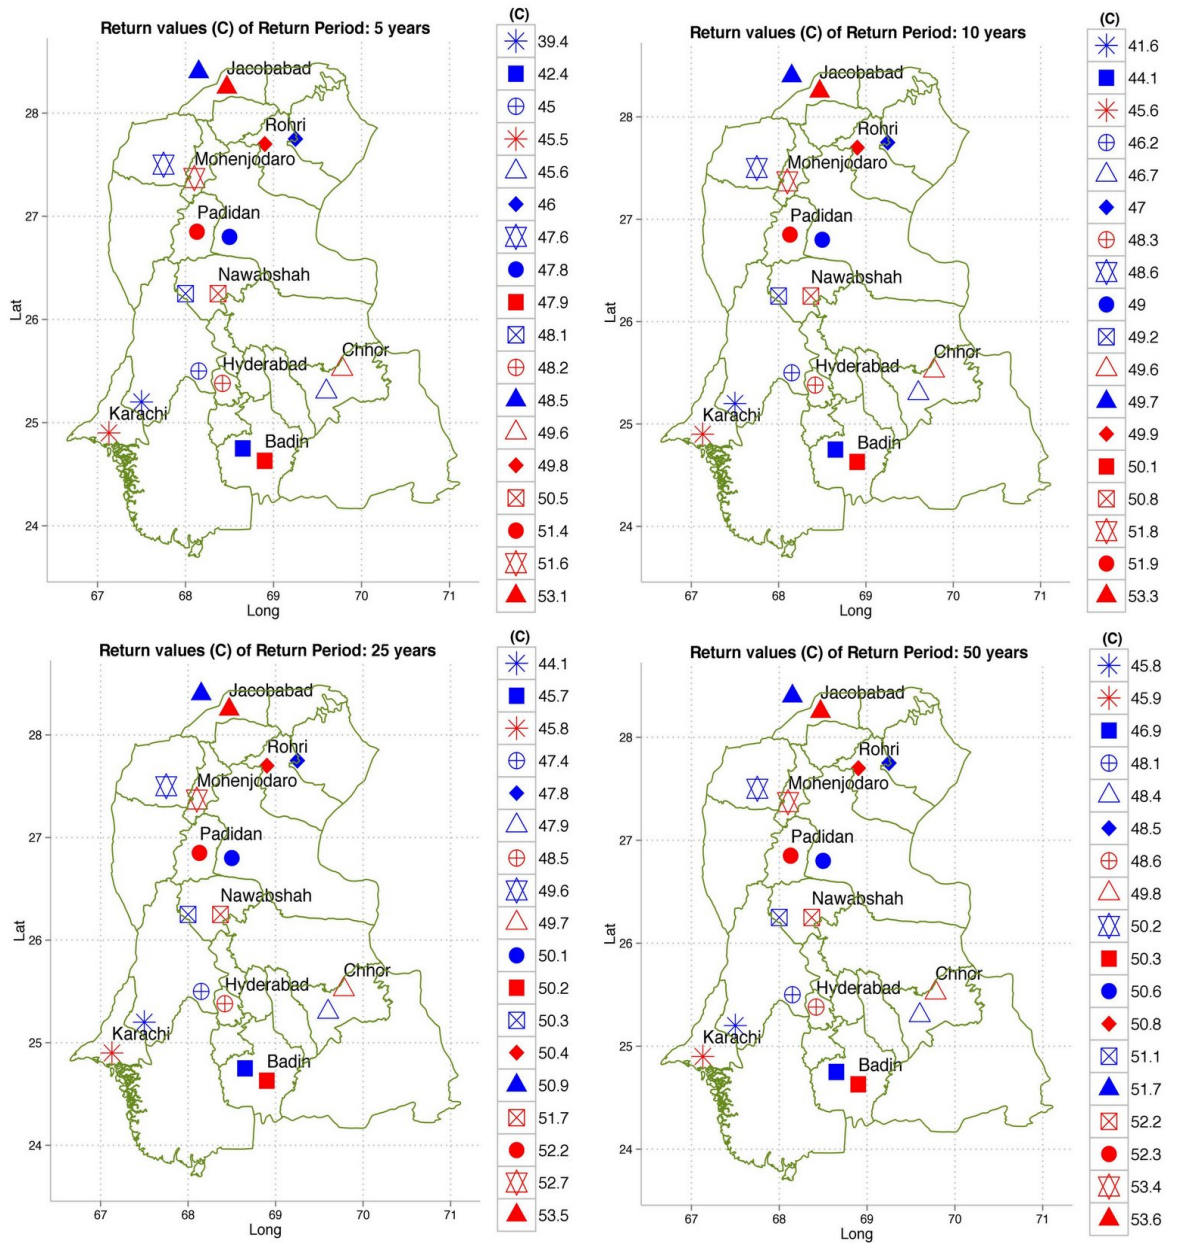 Return values (C) of Return Period: 5 years
(C)
39.4
42.4
45
45.5
45.6
46
47.6
47.8
47.9
48.1
48.2
48.5
49.6
49.8
50.5
51.4
51.6
53.1
Jacobabad
Rohri
Mohenjodaro
Padidan
Nawabshah
Hyderabad
Chhor
Karachi
Badin
28
27
26
25
24
Lat
67 68 69 70 71
Long
Return values (C) of Return Period: 10 years
(C)
41.6
44.1
45.6
46.2
46.7
47
48.3
48.6
49
49.2
49.6
49.7
49.9
50.1
50.8
51.8
51.9
53.3
Jacobabad
Rohri
Mohenjodaro
Padidan
Nawabshah
Hyderabad
Chhor
Karachi
Badin
28
27
26
25
24
Lat
67 68 69 70 71
Long
Return values (C) of Return Period: 25 years
(C)
44.1
45.7
45.8
47.4
47.8
47.9
48.5
49.6
49.7
50.1
50.2
50.3
50.4
50.9
51.7
52.2
52.7
53.5
Jacobabad
Rohri
Mohenjodaro
Padidan
Nawabshah
Hyderabad
Chhor
Karachi
Badin
28
27
26
25
24
Lat
67 68 69 70 71
Long
Return values (C) of Return Period: 50 years
(C)
45.8
45.9
46.9
48.1
48.4
48.5
48.6
49.8
50.2
50.3
50.6
50.8
51.1
51.7
52.2
52.3
53.4
53.6
Jacobabad
Rohri
Mohenjodaro
Padidan
Nawabshah
Hyderabad
Chhor
Karachi
Badin
28
27
26
25
24
Lat
67 68 69 70 71
Long